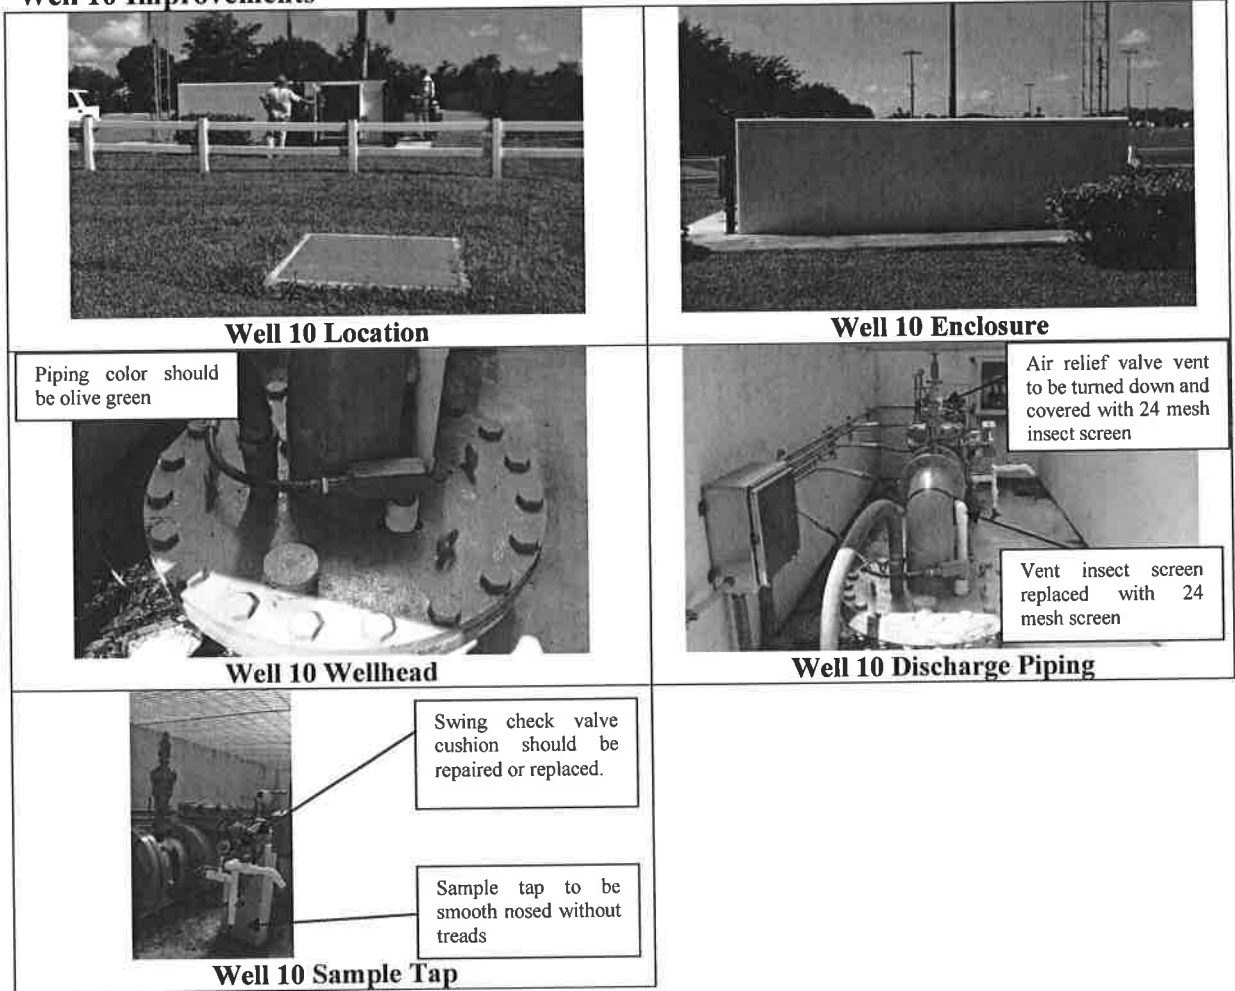 Well 10 Improvements
Well 10 Location
Well 10 Enclosure
Piping color should
be olive green
Air relief valve vent
to be turned down and
covered with 24 mesh
insect screen
Vent insect screen
replaced with 24
mesh screen
Well 10 Wellhead
Well 10 Discharge Piping
Swing check valve
cushion should be
repaired or replaced.
Sample tap to be
smooth nosed without
treads
Well 10 Sample Tap